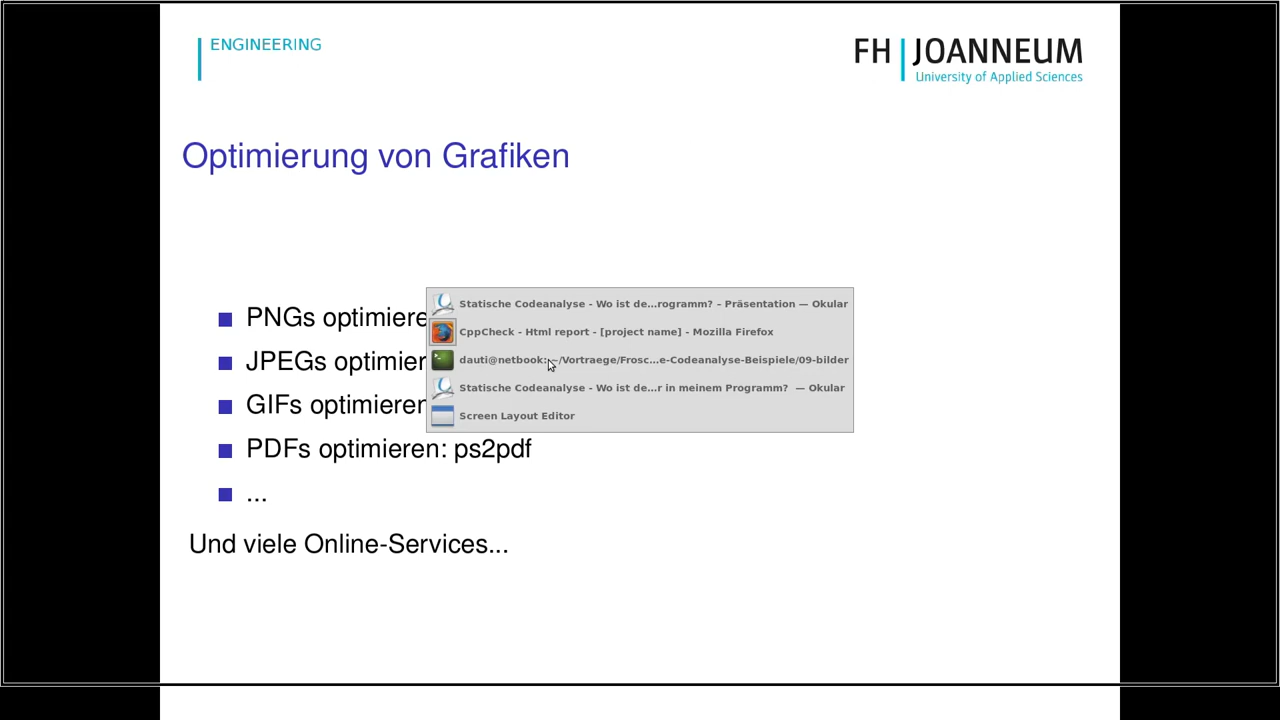 ENGINEERING
FH JOANNEUM
University of Applied Sciences
Optimierung von Grafiken
PNGs optimiere
JPEGs optimier
GIFs optimieren
PDFs optimieren: ps2pdf
...
Und viele Online-Services...
Statische Codeanalyse - Wo ist de...rogramm? – Präsentation — Okular
CppCheck - Html report - [project name] - Mozilla Firefox
dauti@netbook: ~/Vortraege/Frosc...e-Codeanalyse-Beispiele/09-bilder
Statische Codeanalyse - Wo ist de...r in meinem Programm? — Okular
Screen Layout Editor